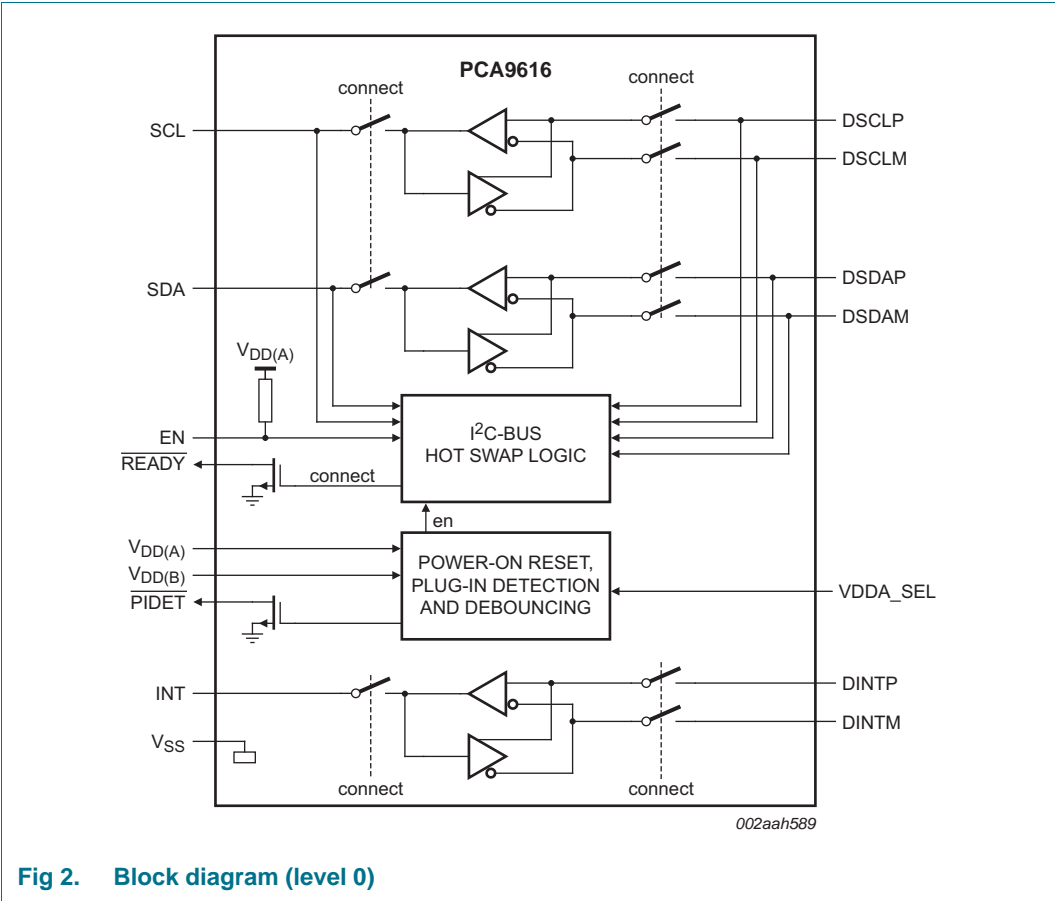 PCA9616
connect
connect
SCL
DSCLP
DSCLM
SDA
DSDAP
DSDAM
VDD(A)
EN
I2C-BUS
HOT SWAP LOGIC
READY
connect
en
VDD(A)
VDD(B)
PIDET
POWER-ON RESET,
PLUG-IN DETECTION
AND DEBOUNCING
VDDA_SEL
INT
DINTP
DINTM
VSS
connect
connect
002aah589
Fig 2. Block diagram (level 0)